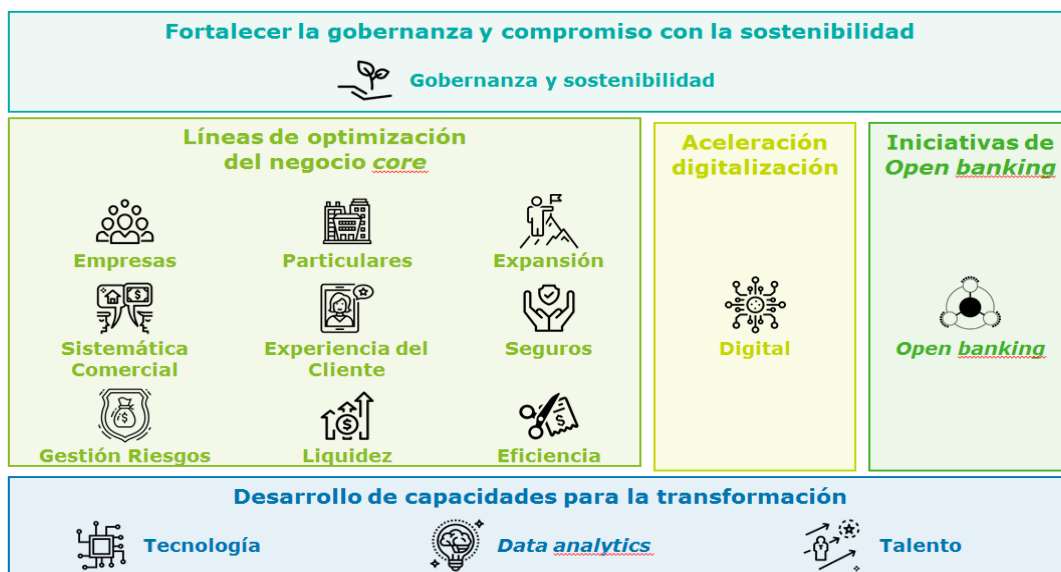 Fortalecer la gobernanza y compromiso con la sostenibilidad
Gobernanza y sostenibilidad
Líneas de optimización
del negocio core
Empresas
Particulares
Expansión
Sistemática
Comercial
Experiencia del
Cliente
Seguros
Gestión Riesgos
Liquidez
Eficiencia
Aceleración
digitalización
Digital
Iniciativas de
Open banking
Open banking
Desarrollo de capacidades para la transformación
Tecnología
Data analytics
Talento